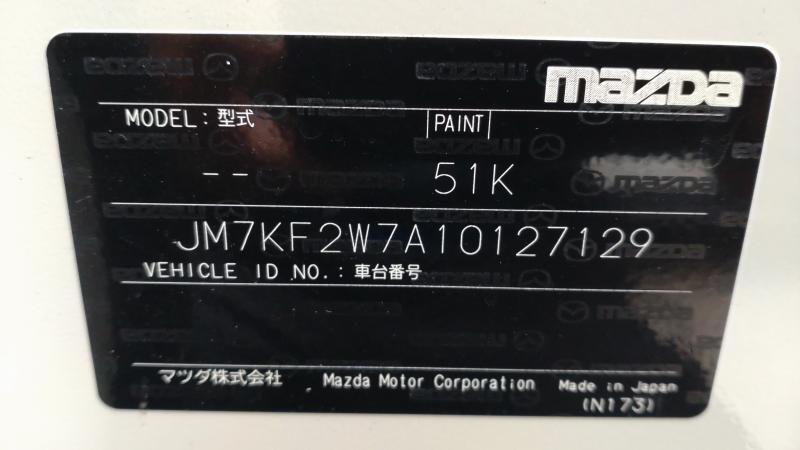 mazda
MODEL: 型式 |PAINT|
-- 51K
JM7KF2W7A10127129
VEHICLE ID NO.: 車台番号
マツダ株式会社 Mazda Motor Corporation Made in Japan
(N173)